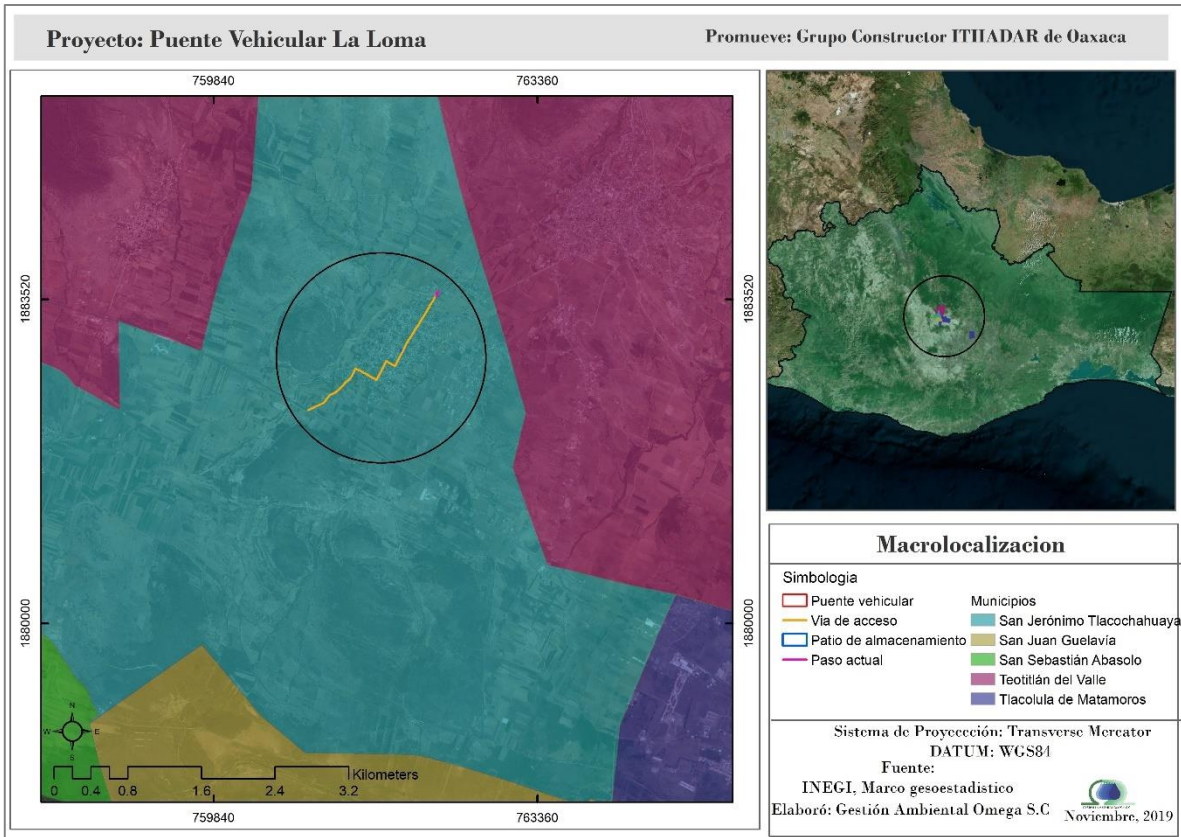 Proyecto: Puente Vehicular La Loma
Promueve: Grupo Constructor ITHADAR de Oaxaca
759840
763360
1883520
1883520
1880000
1880000
N
W
E
S
Kilometers
0 0.4 0.8 1.6 2.4 3.2
759840
763360
Macrolocalizacion
Simbologia
Puente vehicular
Via de acceso
Patio de almacenamiento
Paso actual
Municipios
San Jerónimo Tlacochahuaya
San Juan Guelavía
San Sebastián Abasolo
Teotitlán del Valle
Tlacolula de Matamoros
Sistema de Proyeccción: Transverse Mercator
DATUM: WGS84
Fuente:
INEGI, Marco gesoestadistico
Elaboró: Gestión Ambiental Omega S.C
Noviembre, 2019